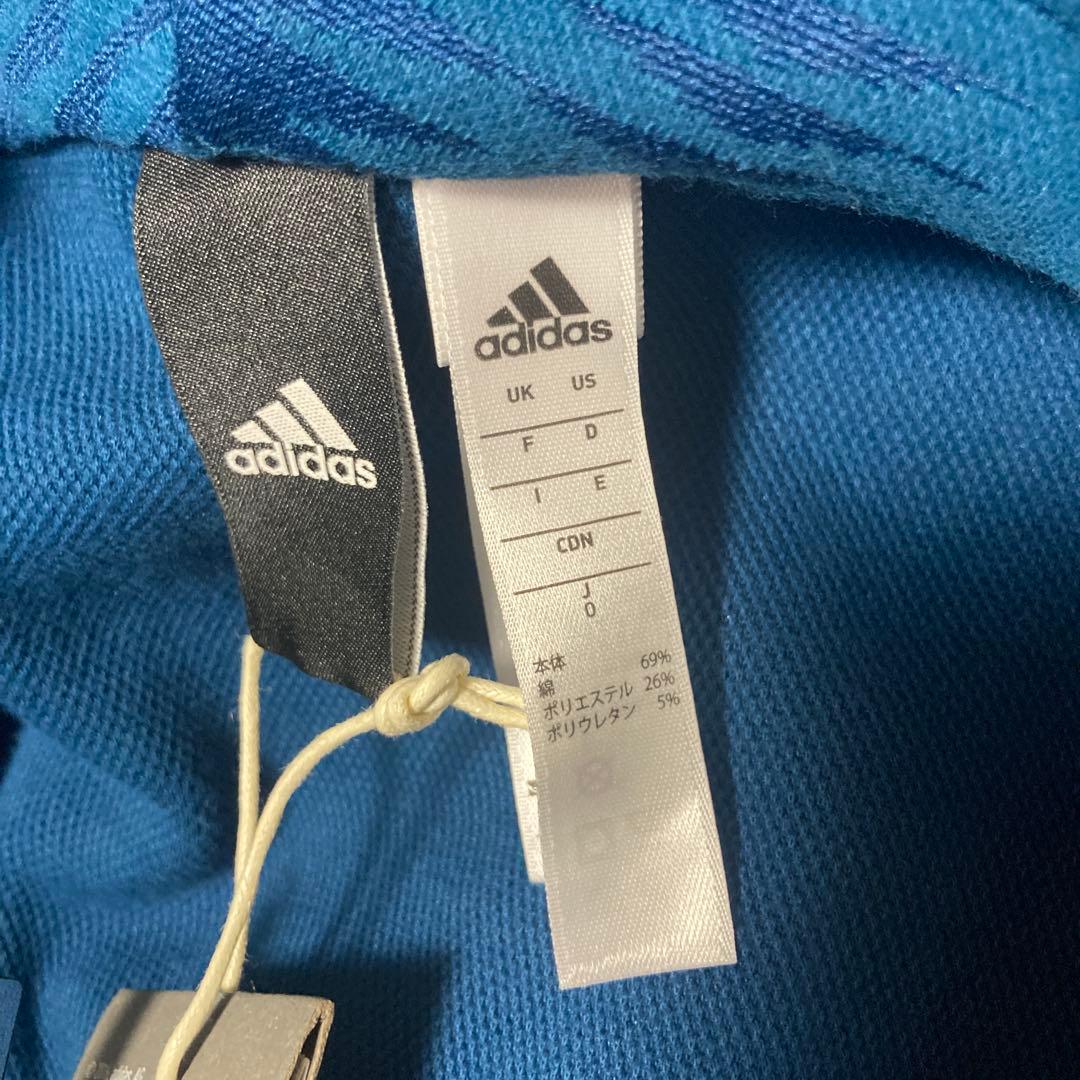 adidas
adidas
UK US
F D
I E
CDN
J
0
本体
綿 69%
ポリエステル 26%
ポリウレタン 5%